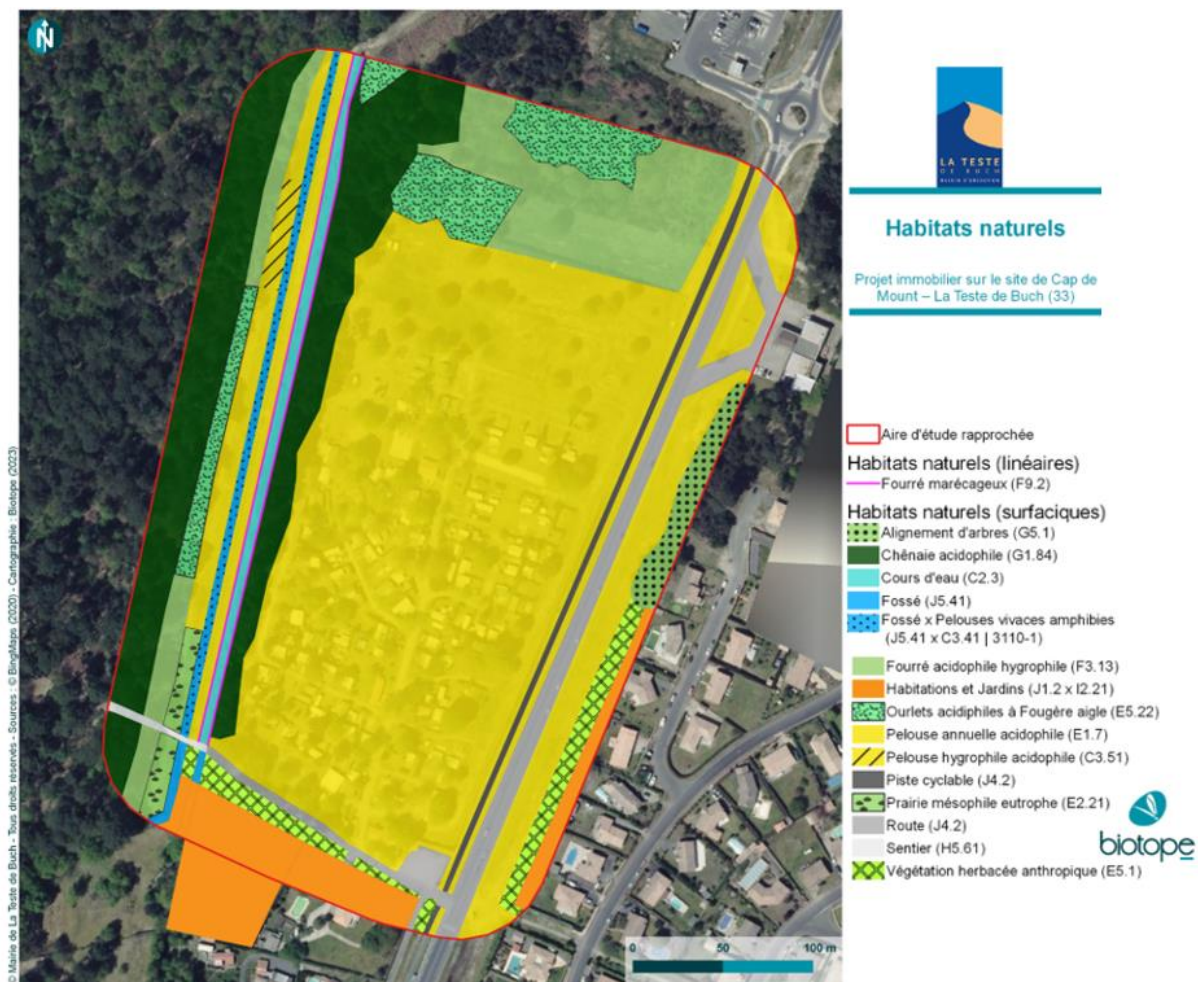 N
LA TESTE
DE BUCH
Habitats naturels
Projet immobilier sur le site de Cap de
Mount – La Teste de Buch (33)
Aire d'étude rapprochée
Habitats naturels (linéaires)
Fourré marécageux (F9.2)
Habitats naturels (surfaciques)
Alignement d'arbres (G5.1)
Chênaie acidophile (G1.84)
Cours d'eau (C2.3)
Fossé (J5.41)
Fossé x Pelouses vivaces amphibies
(J5.41 x C3.41 | 3110-1)
Fourré acidophile hygrophile (F3.13)
Habitations et Jardins (J1.2 x I2.21)
Ourlets acidiphiles à Fougère aigle (E5.22)
Pelouse annuelle acidophile (E1.7)
Pelouse hygrophile acidophile (C3.51)
Piste cyclable (J4.2)
Prairie mésophile eutrophe (E2.21)
Route (J4.2)
Sentier (H5.61)
Végétation herbacée anthropique (E5.1)
biotope
0 50 100 m
© Mairie de La Teste de Buch - Tous droits réservés - Sources : © BingMaps (2020) - Cartographie : Biotope (2023)